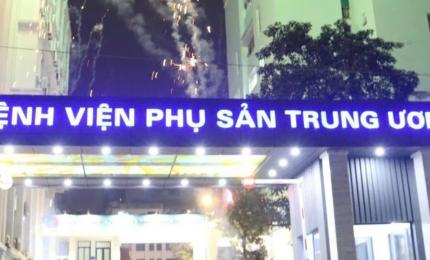 ỆNH VIỆN PHỤ SẢN TRUNG ƯƠ